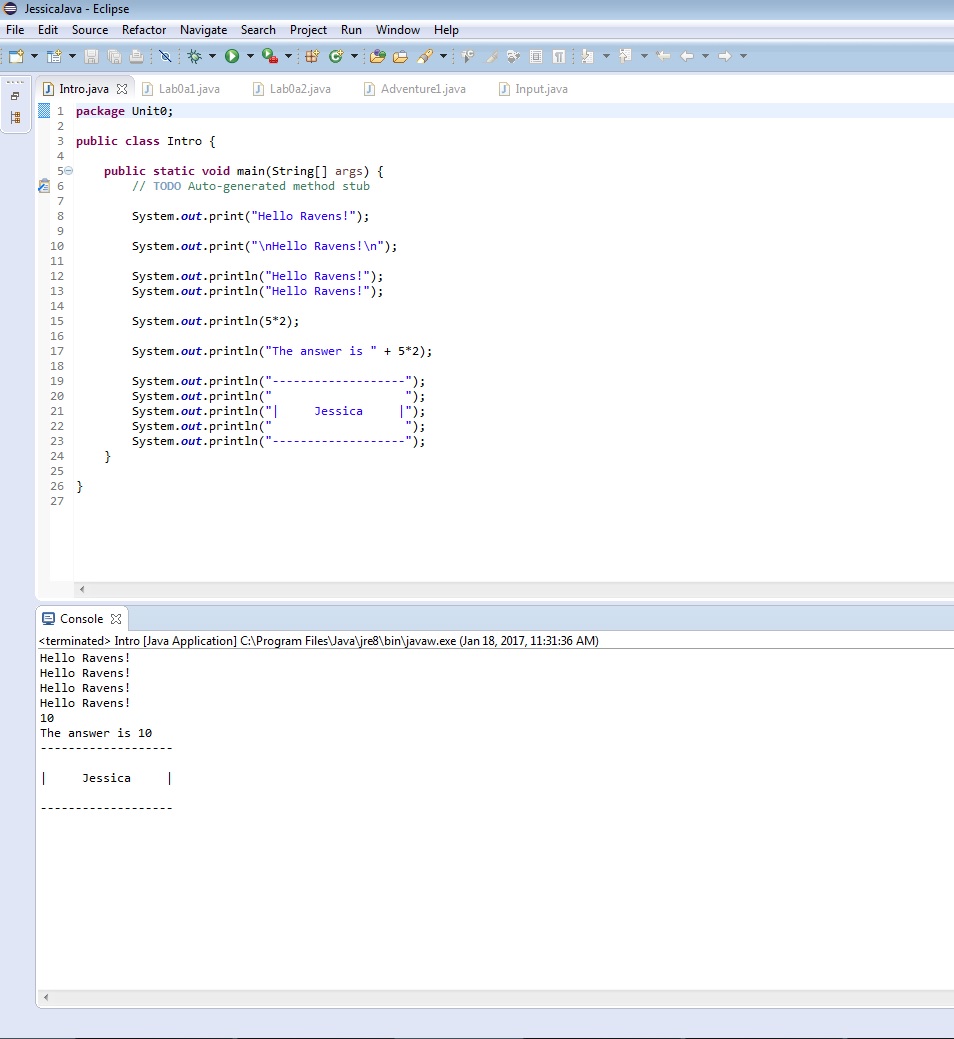 JessicaJava - Eclipse
File Edit Source Refactor Navigate Search Project Run Window Help
Intro.java Lab0a1.java Lab0a2.java Adventure1.java Input.java
1 package Unit0;
2
3 public class Intro {
4
5     public static void main(String[] args) {
6         // TODO Auto-generated method stub
7
8         System.out.print("Hello Ravens!");
9
10         System.out.print("\nHello Ravens!\n");
11
12         System.out.println("Hello Ravens!");
13         System.out.println("Hello Ravens!");
14
15         System.out.println(5*2);
16
17         System.out.println("The answer is " + 5*2);
18
19         System.out.println("-------------------");
20         System.out.println("                   ");
21         System.out.println("|     Jessica     |");
22         System.out.println("                   ");
23         System.out.println("-------------------");
24     }
25
26 }
27
Console
<terminated> Intro [Java Application] C:\Program Files\Java\jre8\bin\javaw.exe (Jan 18, 2017, 11:31:36 AM)
Hello Ravens!
Hello Ravens!
Hello Ravens!
Hello Ravens!
10
The answer is 10
-------------------
|     Jessica     |
-------------------